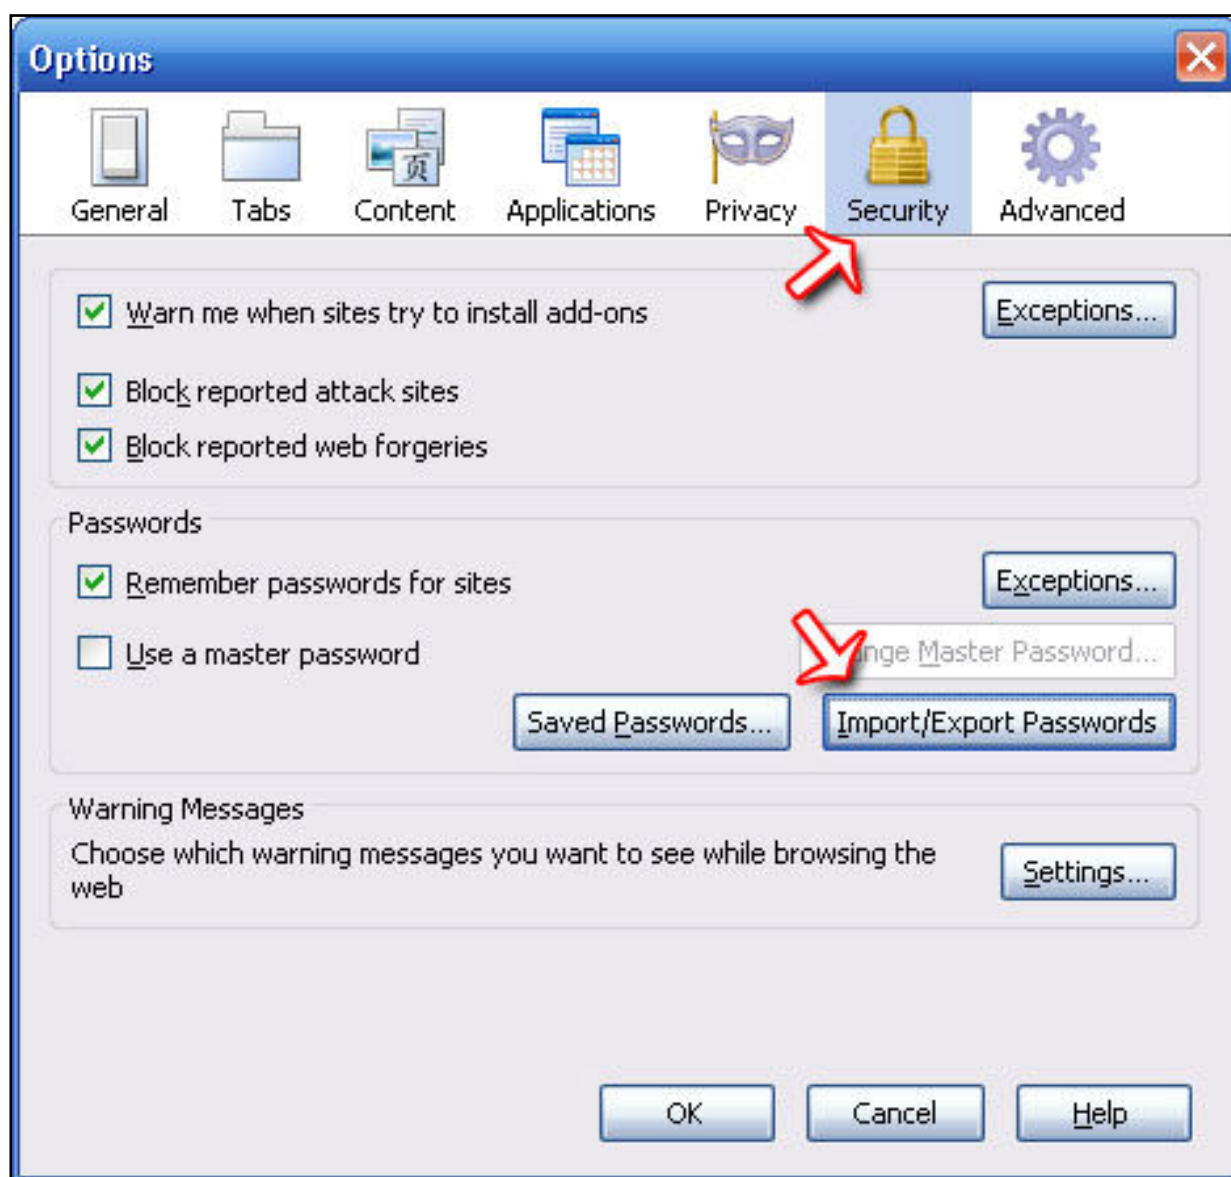 Options
General
Tabs
Content
页
Applications
Privacy
Security
Advanced
Warn me when sites try to install add-ons
Exceptions...
Block reported attack sites
Block reported web forgeries
Passwords
Remember passwords for sites
Exceptions...
Use a master password
Master Password...
Saved Passwords...
Import/Export Passwords
Warning Messages
Choose which warning messages you want to see while browsing the
web
Settings...
OK
Cancel
Help